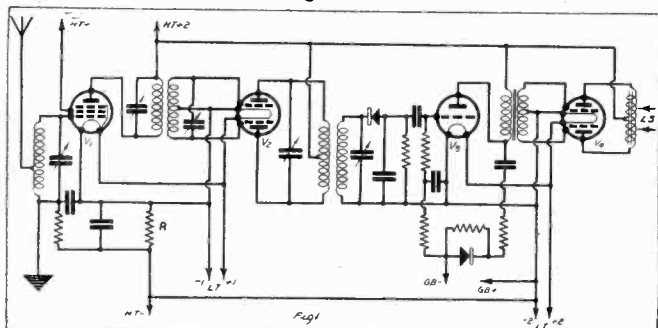 HT+
HT+2
V1
V2
V3
V4
LS
R
-1 LT +1
GB-
GB+
HT-
-2 LT +2
Fig 1